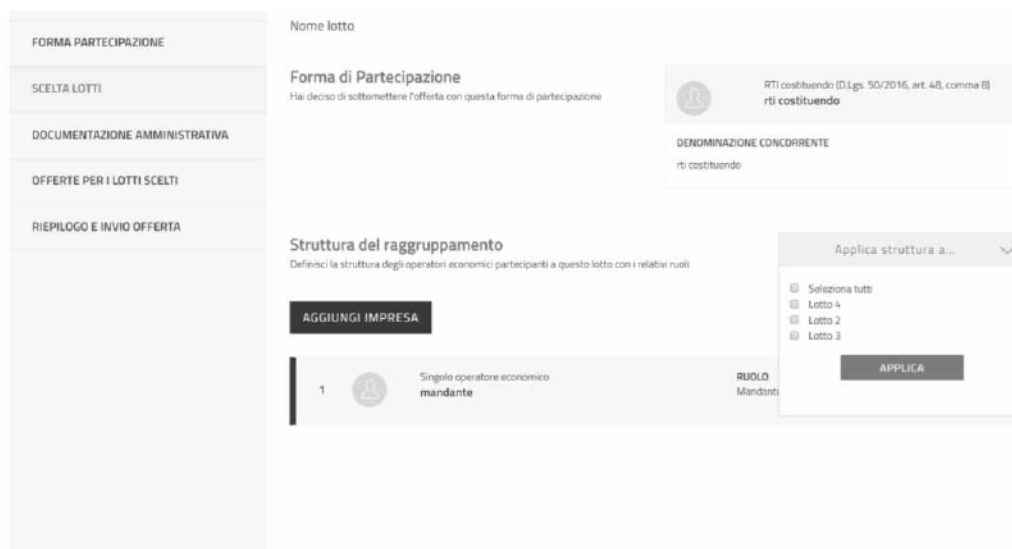 FORMA PARTECIPAZIONE
SCELTA LOTTI
DOCUMENTAZIONE AMMINISTRATIVA
OFFERTE PER I LOTTI SCELTI
RIEPILOGO E INVIO OFFERTA
Nome lotto
Forma di Partecipazione
Hai deciso di sottomettere l'offerta con questa forma di partecipazione
RTI costituendo (D.Lgs. 50/2016, art. 48, comma 8)
rti costituendo
DENOMINAZIONE CONCORRENTE
rti costituendo
Struttura del raggruppamento
Definisci la struttura degli operatori economici partecipanti a questo lotto con i relativi ruoli
Applica struttura a...
Seleziona tutti
Lotto 4
Lotto 2
Lotto 3
APPLICA
AGGIUNGI IMPRESA
1
Singolo operatore economico
mandante
RUOLO
Mandant